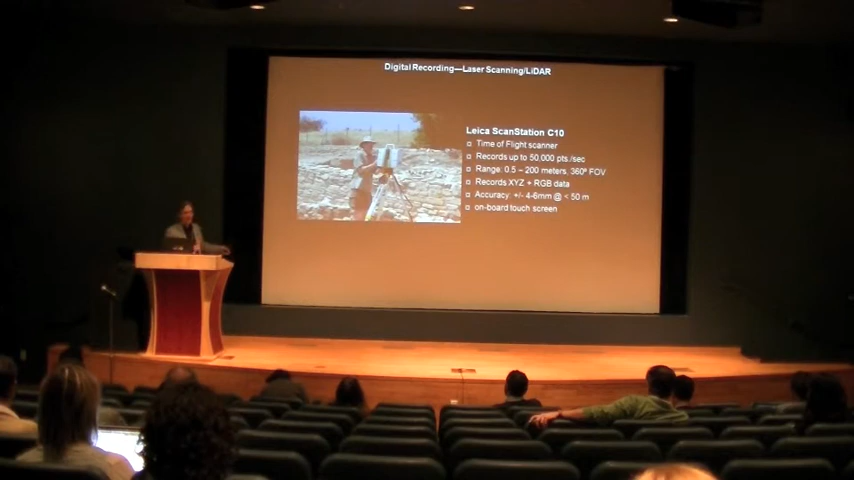 Digital Recording—Laser Scanning/LiDAR
Leica ScanStation C10
Time of Flight scanner
Records up to 50,000 pts./sec
Range: 0.5 – 200 meters, 360º FOV
Records XYZ + RGB data
Accuracy: +/- 4-6mm @ < 50 m
on-board touch screen